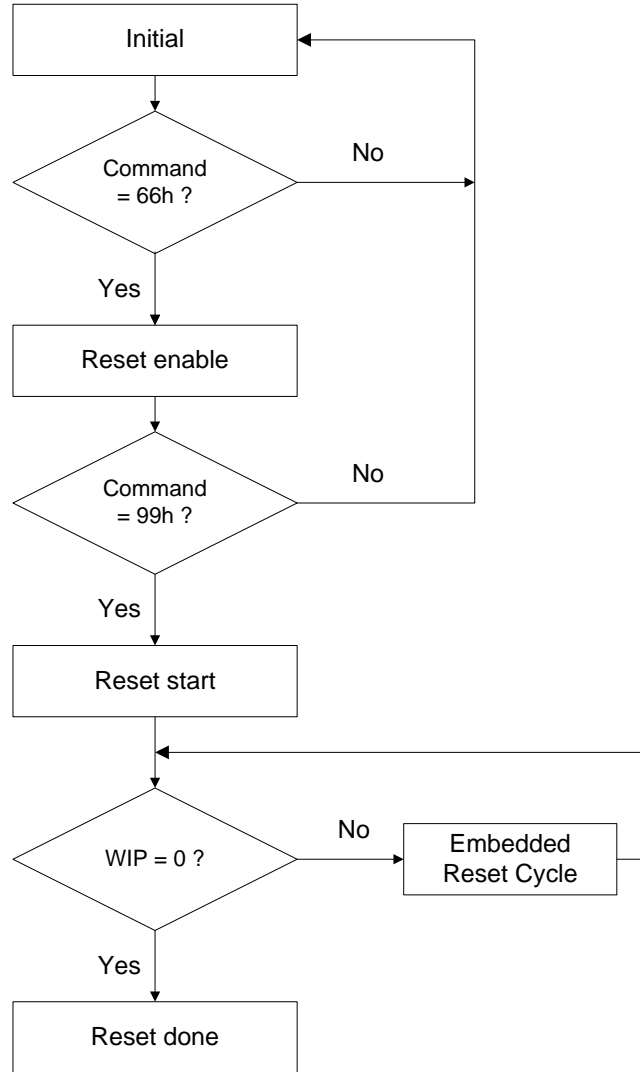 Initial
Command
= 66h ?
No
Yes
Reset enable
Command
= 99h ?
No
Yes
Reset start
WIP = 0 ?
No
Embedded
Reset Cycle
Yes
Reset done